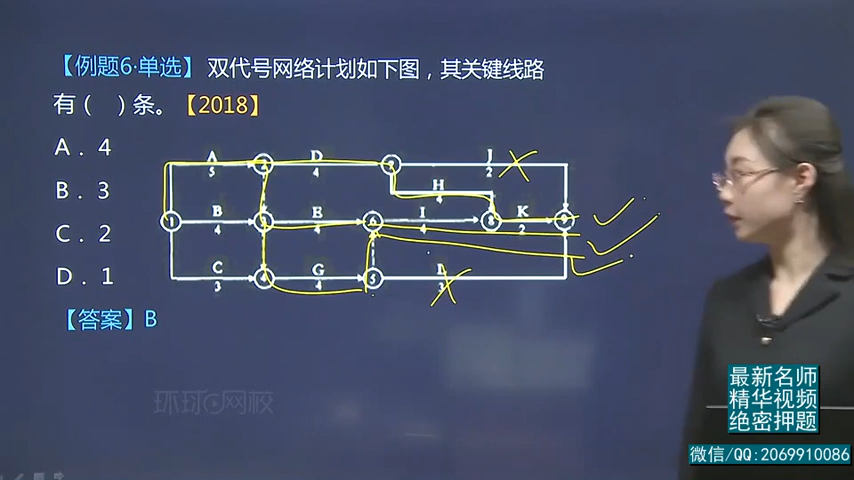 【例题6·单选】 双代号网络计划如下图，其关键线路
有（ ）条。【2018】
A．4
B．3
C．2
D．1
A
5
D
4
J
2
H
4
B
4
E
4
I
4
K
2
C
3
G
4
3
1
3
6
8
9
4
5
【答案】B
环球网校
最新名师
精华视频
绝密押题
微信/QQ:2069910086